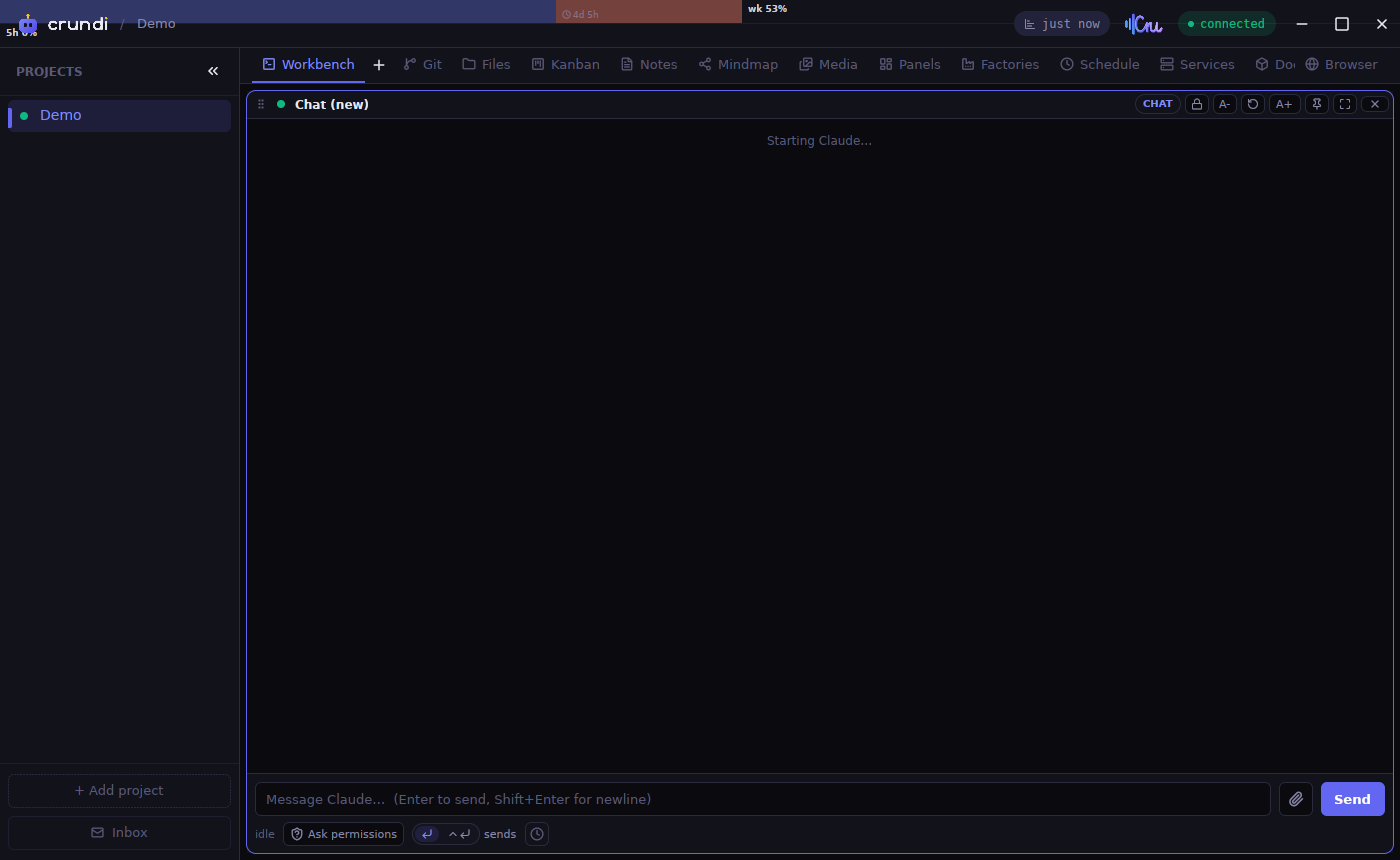 4d 5h
wk 53%
crundi / Demo
just now
Cru
connected
5h
PROJECTS
Workbench
Git
Files
Kanban
Notes
Mindmap
Media
Panels
Factories
Schedule
Services
Do
Browser
Demo
Chat (new)
CHAT
A-
A+
Starting Claude...
+ Add project
Inbox
Message Claude... (Enter to send, Shift+Enter for newline)
Send
idle
Ask permissions
sends